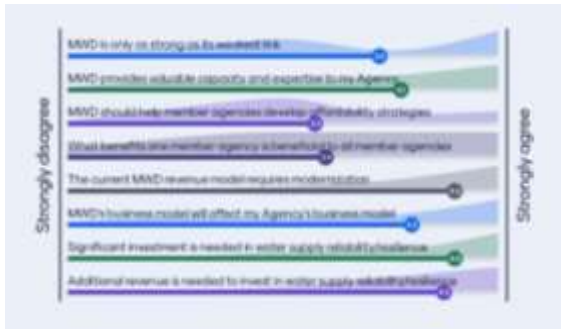 Strongly disagree
MWD is only as strong as its weakest link
MWD provides valuable capacity and expertise to my Agency
MWD should help member agencies develop affordability strategies
What benefits one member agency is beneficial to all member agencies
The current MWD revenue model requires modernization
MWD's business model will affect my Agency's business model
Significant investment is needed in water supply reliability/resilience
Additional revenue is needed to invest in water supply reliability/resilience
Strongly agree